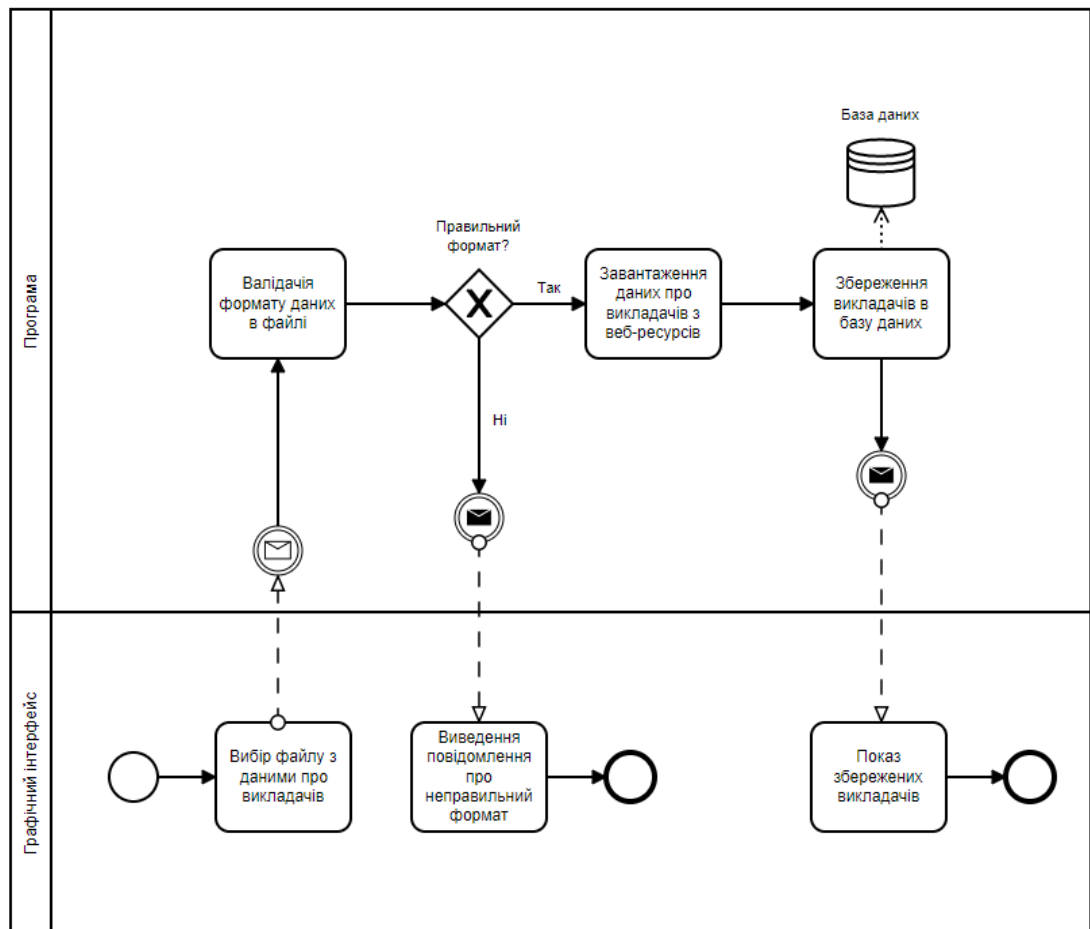 Програма
База даних
Правильний
формат?
Валідачія
формату даних
в файлі
Так
Завантаження
даних про
викладачів з
веб-ресурсів
Збереження
викладачів в
базу даних
Ні
Графічний інтерфейс
Вибір файлу з
даними про
викладачів
Виведення
повідомлення
про
неправильний
формат
Показ
збережених
викладачів